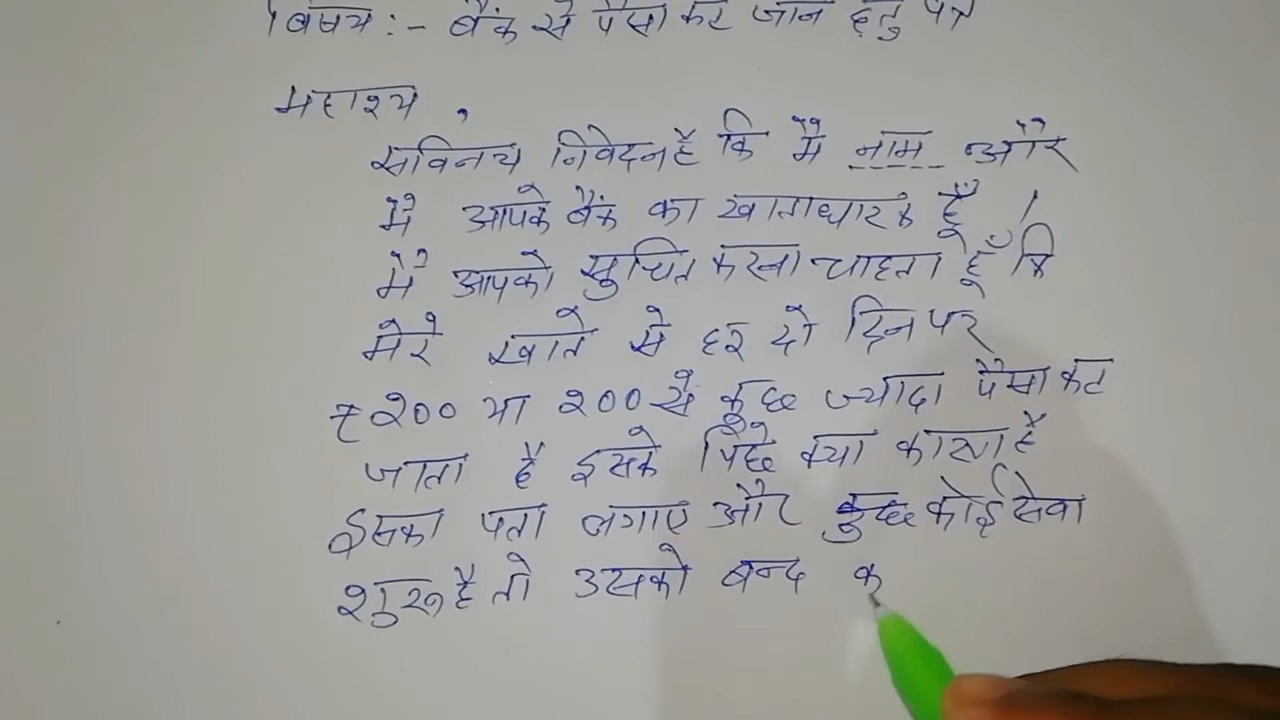 विषय :- बैंक से पैसा कट जाने हेतु पत्र
महाश्य ,
सविनय निवेदन है कि मैं नाम और
मैं आपके बैंक का खाताधारक हूँ ।
मैं आपको सुचित करना चाहता हूँ कि
मेरे खाते से हर दो दिन पर
₹200 या 200 से कुछ ज्यादा पैसा कट
जाता है इसके पिछे क्या कारण है
इसका पता लगाए और कोई सेवा
शुरू है तो उसको बन्द क